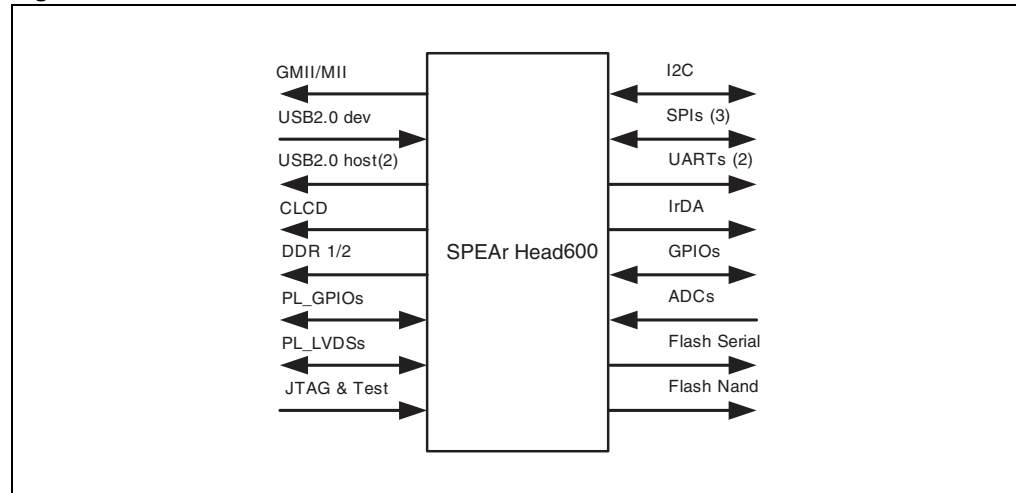 GMII/MII
USB2.0 dev
USB2.0 host(2)
CLCD
DDR 1/2
PL_GPIOs
PL_LVDSs
JTAG & Test
SPEAr Head600
I2C
SPIs (3)
UARTs (2)
IrDA
GPIOs
ADCs
Flash Serial
Flash Nand